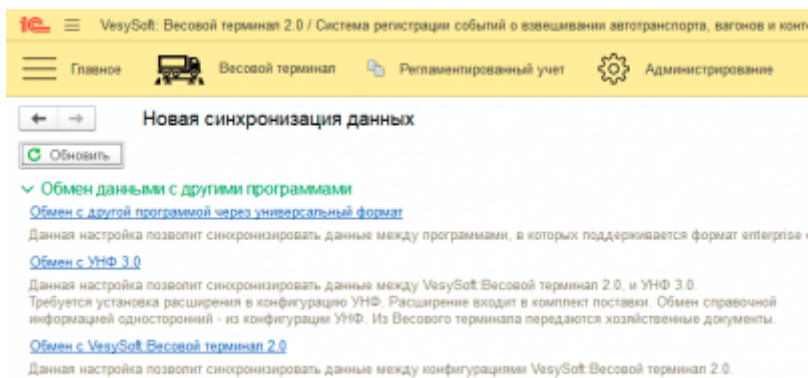 1С VesySoft: Весовой терминал 2.0 / Система регистрации событий о взвешивании автотранспорта, вагонов и конт
Главное Весовой терминал Регламентированный учет Администрирование
Новая синхронизация данных
Обновить
Обмен данными с другими программами
Обмен с другой программой через универсальный формат
Данная настройка позволит синхронизировать данные между программами, в которых поддерживается формат enterprise
Обмен с УНФ 3.0
Данная настройка позволит синхронизировать данные между VesySoft:Весовой терминал 2.0, и УНФ 3.0.
Требуется установка расширения в конфигурацию УНФ. Расширение входит в комплект поставки. Обмен справочной
информацией односторонний - из конфигурации УНФ. Из Весового терминала передаются хозяйственные документы.
Обмен с VesySoft:Весовой терминал 2.0
Данная настройка позволит синхронизировать данные между конфигурациями VesySoft:Весовой терминал 2.0.